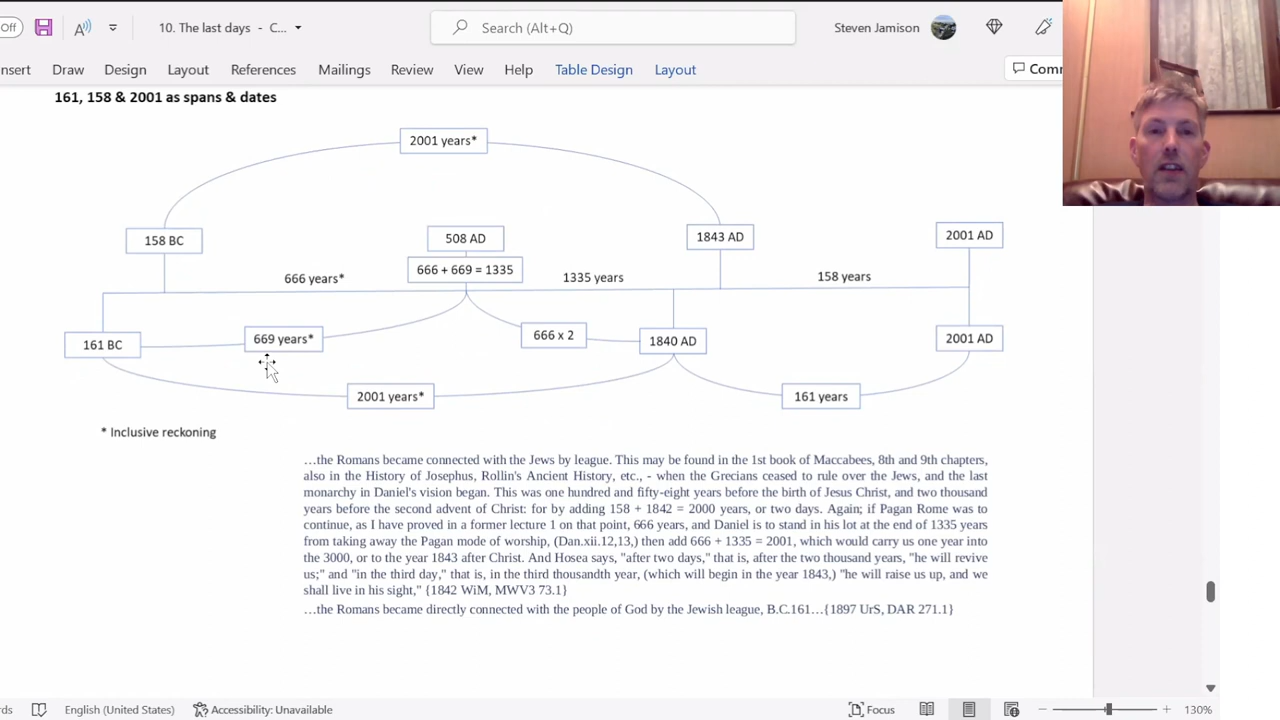 Off 10. The last days - C... Search (Alt+Q) Steven Jamison
nsert Draw Design Layout References Mailings Review View Help Table Design Layout Comm
161, 158 & 2001 as spans & dates
2001 years*
158 BC 508 AD 1843 AD 2001 AD
666 years* 666 + 669 = 1335 1335 years 158 years
161 BC 669 years* 666 x 2 1840 AD 2001 AD
2001 years* 161 years
* Inclusive reckoning
…the Romans became connected with the Jews by league. This may be found in the 1st book of Maccabees, 8th and 9th chapters,
also in the History of Josephus, Rollin's Ancient History, etc., - when the Grecians ceased to rule over the Jews, and the last
monarchy in Daniel's vision began. This was one hundred and fifty-eight years before the birth of Jesus Christ, and two thousand
years before the second advent of Christ: for by adding 158 + 1842 = 2000 years, or two days. Again; if Pagan Rome was to
continue, as I have proved in a former lecture 1 on that point, 666 years, and Daniel is to stand in his lot at the end of 1335 years
from taking away the Pagan mode of worship, (Dan.xii.12,13,) then add 666 + 1335 = 2001, which would carry us one year into
the 3000, or to the year 1843 after Christ. And Hosea says, "after two days," that is, after the two thousand years, "he will revive
us;" and "in the third day," that is, in the third thousandth year, (which will begin in the year 1843,) "he will raise us up, and we
shall live in his sight," {1842 WiM, MWV3 73.1}
…the Romans became directly connected with the people of God by the Jewish league, B.C.161…{1897 UrS, DAR 271.1}
rds English (United States) Accessibility: Unavailable Focus 130%